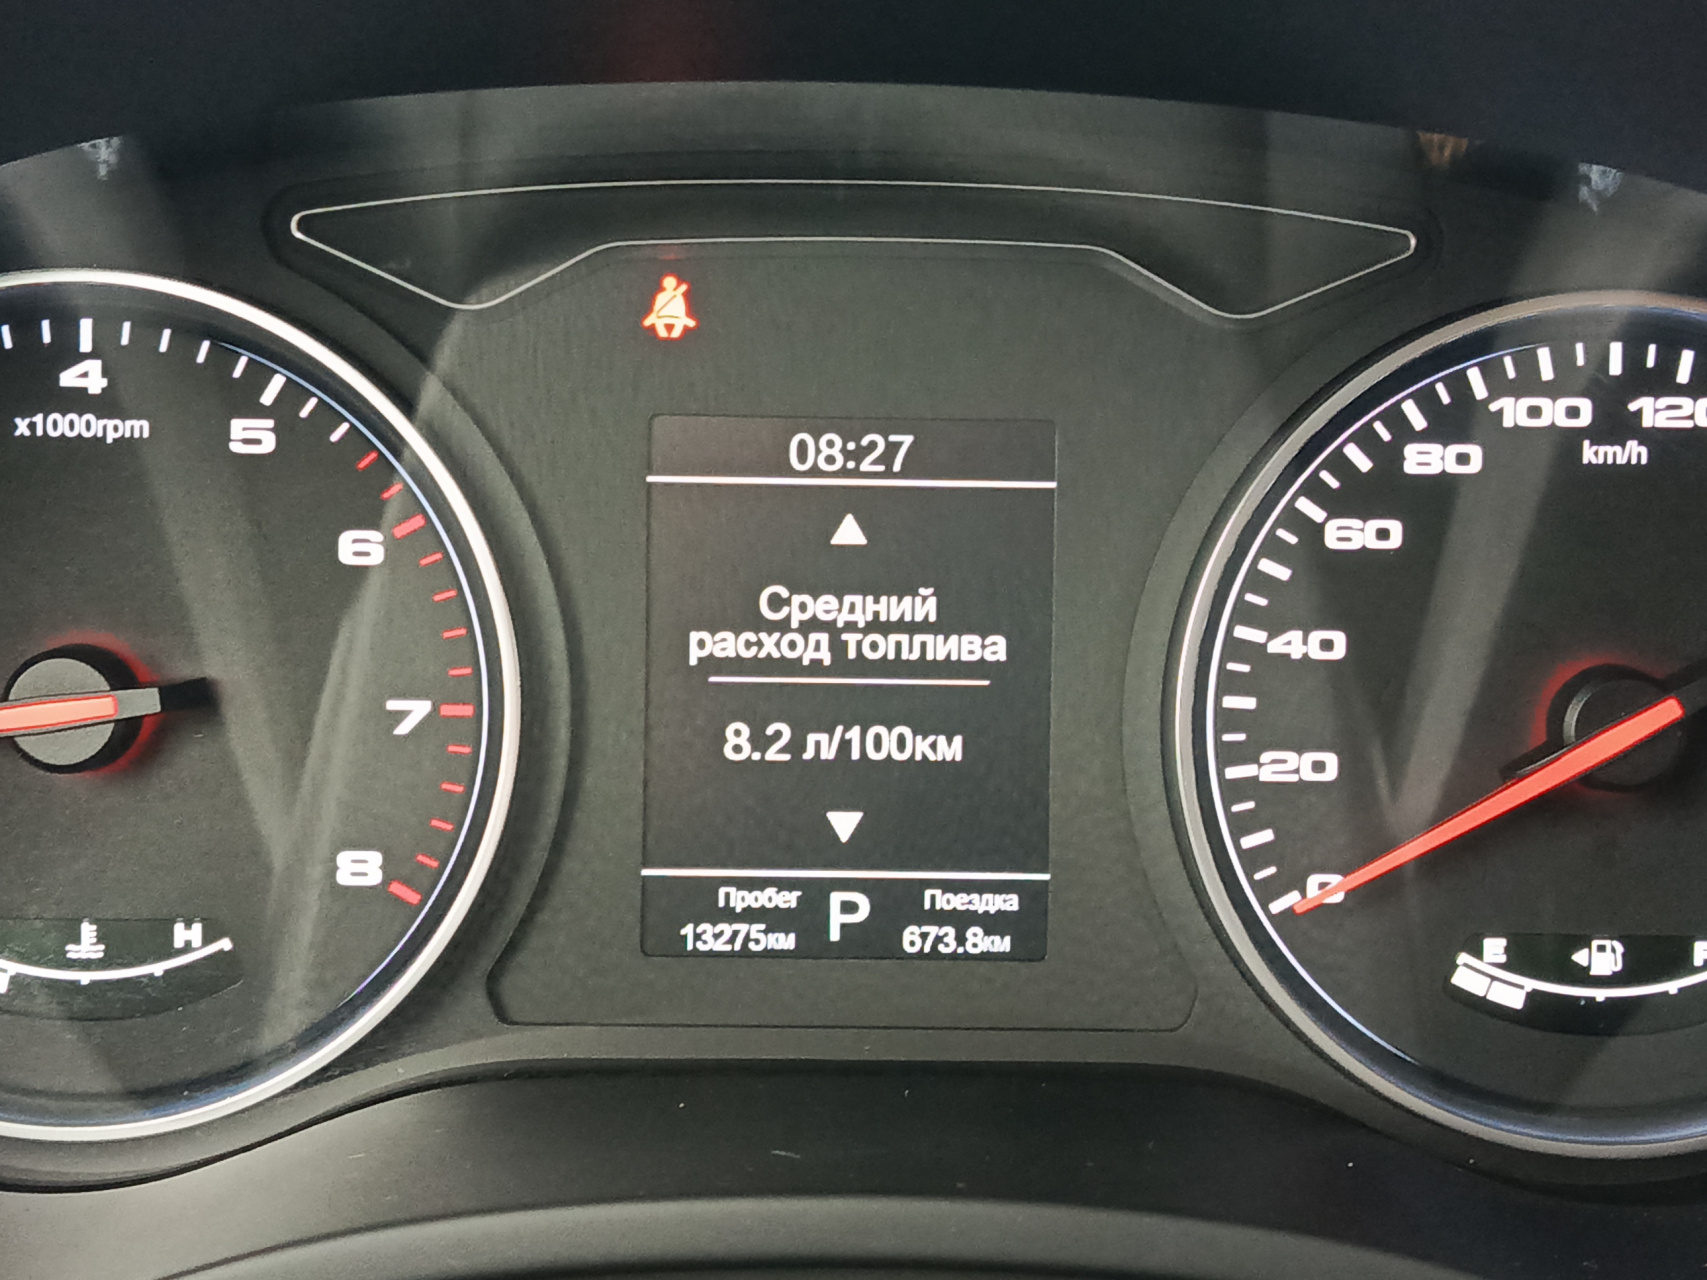 08:27
Средний
расход топлива
8.2 л/100км
Пробег
13275км
P
Поездка
673.8км
4
x1000rpm
5
6
7
8
H
0
20
40
60
80
100
km/h
E